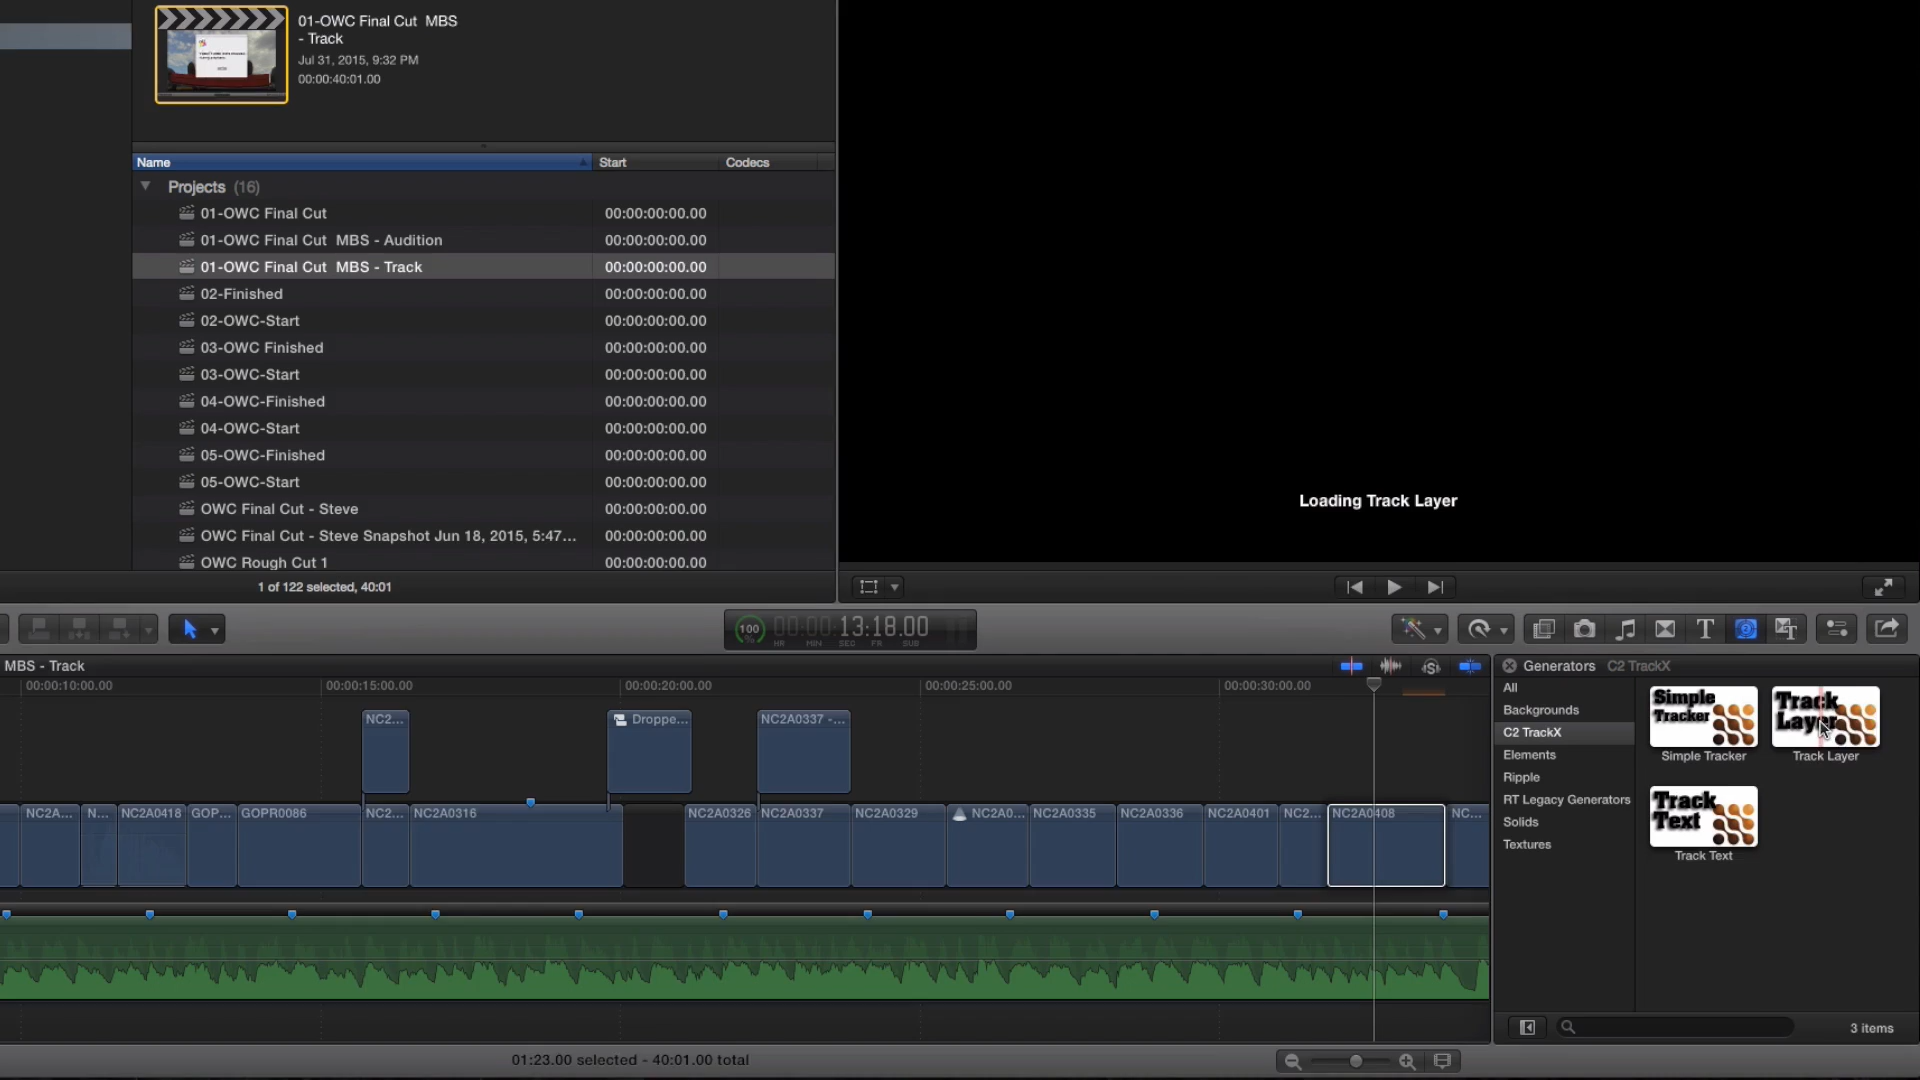 01-OWC Final Cut  MBS
- Track
Jul 31, 2015, 9:32 PM
00:00:40:01.00
Name Start Codecs
Projects (16)
01-OWC Final Cut 00:00:00:00.00
01-OWC Final Cut  MBS - Audition 00:00:00:00.00
01-OWC Final Cut  MBS - Track 00:00:00:00.00
02-Finished 00:00:00:00.00
02-OWC-Start 00:00:00:00.00
03-OWC Finished 00:00:00:00.00
03-OWC-Start 00:00:00:00.00
04-OWC-Finished 00:00:00:00.00
04-OWC-Start 00:00:00:00.00
05-OWC-Finished 00:00:00:00.00
05-OWC-Start 00:00:00:00.00
OWC Final Cut - Steve 00:00:00:00.00
OWC Final Cut - Steve Snapshot Jun 18, 2015, 5:47... 00:00:00:00.00
OWC Rough Cut 1 00:00:00:00.00
1 of 122 selected, 40:01
Loading Track Layer
100 % 00:00:13:18.00
HR MIN SEC FR SUB
MBS - Track
00:00:10:00.00 00:00:15:00.00 00:00:20:00.00 00:00:25:00.00 00:00:30:00.00
NC2... Droppe... NC2A0337 -...
NC2A... N... NC2A0418 GOP... GOPR0086 NC2... NC2A0316 NC2A0326 NC2A0337 NC2A0329 NC2A0... NC2A0335 NC2A0336 NC2A0401 NC2... NC2A0408 NC...
01:23.00 selected - 40:01.00 total
Generators C2 TrackX
All
Backgrounds
C2 TrackX
Elements
Ripple
RT Legacy Generators
Solids
Textures
Simple
Tracker
Simple Tracker
Track
Layer
Track Layer
Track
Text
Track Text
3 items